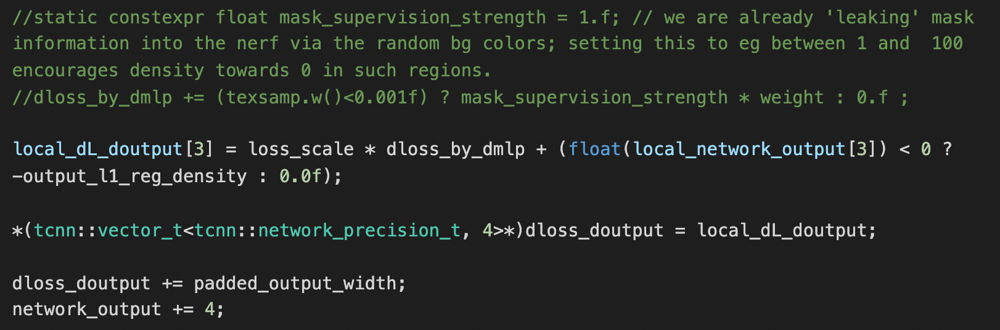 //static constexpr float mask_supervision_strength = 1.f; // we are already 'leaking' mask
information into the nerf via the random bg colors; setting this to eg between 1 and  100
encourages density towards 0 in such regions.
//dloss_by_dmlp += (texsamp.w()<0.001f) ? mask_supervision_strength * weight : 0.f ;
local_dL_doutput[3] = loss_scale * dloss_by_dmlp + (float(local_network_output[3]) < 0 ?
-output_l1_reg_density : 0.0f);
*(tcnn::vector_t<tcnn::network_precision_t, 4>*)dloss_doutput = local_dL_doutput;
dloss_doutput += padded_output_width;
network_output += 4;